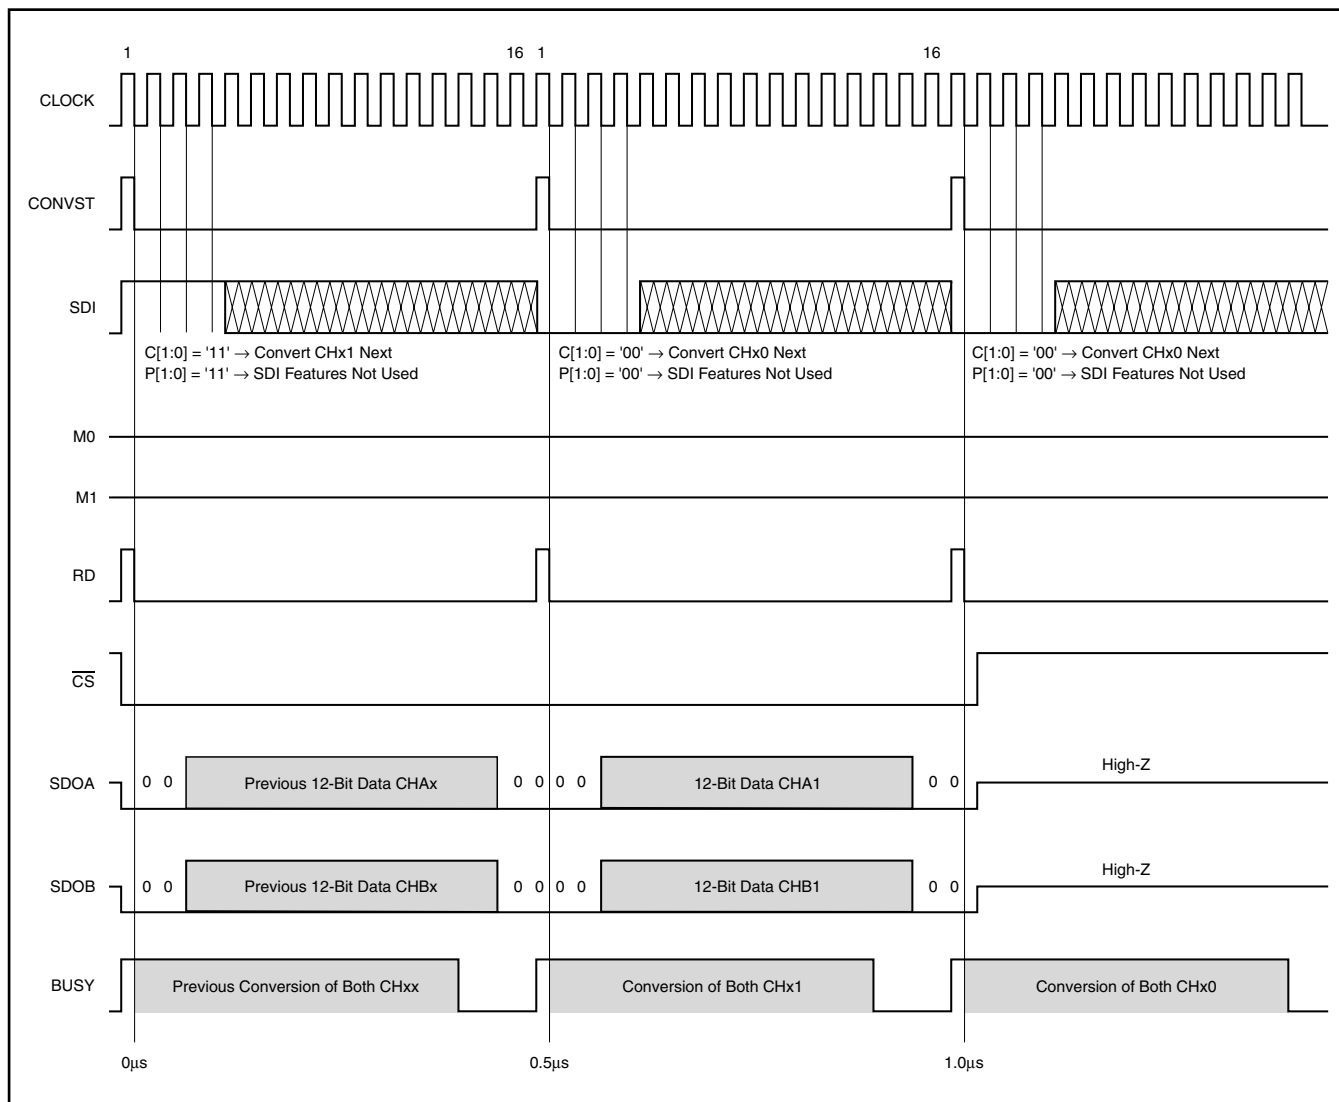 1 16 1 16
CLOCK
CONVST
SDI
C[1:0] = '11' → Convert CHx1 Next
P[1:0] = '11' → SDI Features Not Used
C[1:0] = '00' → Convert CHx0 Next
P[1:0] = '00' → SDI Features Not Used
C[1:0] = '00' → Convert CHx0 Next
P[1:0] = '00' → SDI Features Not Used
M0
M1
RD
CS
SDOA 0 0 Previous 12-Bit Data CHAx 0 0 0 0 12-Bit Data CHA1 0 0 High-Z
SDOB 0 0 Previous 12-Bit Data CHBx 0 0 0 0 12-Bit Data CHB1 0 0 High-Z
BUSY Previous Conversion of Both CHxx Conversion of Both CHx1 Conversion of Both CHx0
0µs 0.5µs 1.0µs